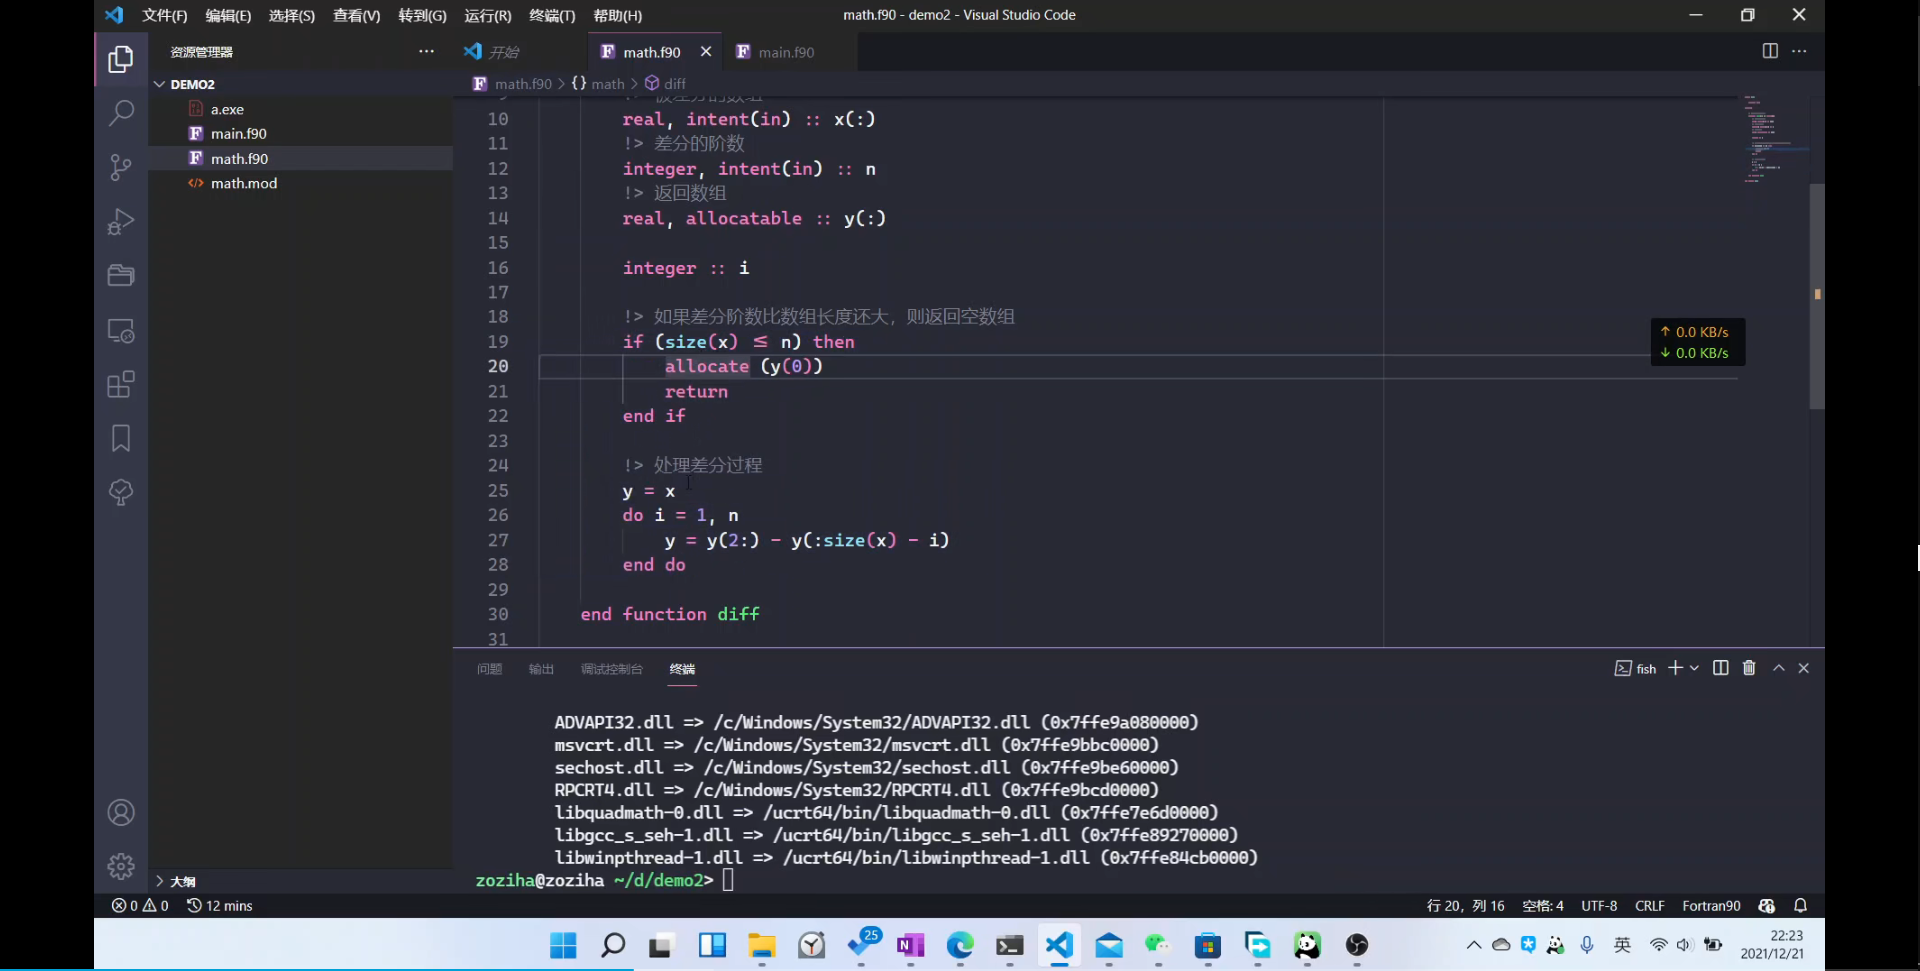 文件(F) 编辑(E) 选择(S) 查看(V) 转到(G) 运行(R) 终端(T) 帮助(H)
math.f90 - demo2 - Visual Studio Code
资源管理器
DEMO2
a.exe
main.f90
math.f90
math.mod
大纲
开始
math.f90
main.f90
math.f90 > {} math > diff
10 real, intent(in) :: x(:)
11 !> 差分的阶数
12 integer, intent(in) :: n
13 !> 返回数组
14 real, allocatable :: y(:)
15
16 integer :: i
17
18 !> 如果差分阶数比数组长度还大，则返回空数组
19 if (size(x) ≤ n) then
20 allocate (y(0))
21 return
22 end if
23
24 !> 处理差分过程
25 y = x
26 do i = 1, n
27 y = y(2:) - y(:size(x) - i)
28 end do
29
30 end function diff
31
↑ 0.0 KB/s
↓ 0.0 KB/s
问题 输出 调试控制台 终端
fish
ADVAPI32.dll => /c/Windows/System32/ADVAPI32.dll (0x7ffe9a080000)
msvcrt.dll => /c/Windows/System32/msvcrt.dll (0x7ffe9bbc0000)
sechost.dll => /c/Windows/System32/sechost.dll (0x7ffe9be60000)
RPCRT4.dll => /c/Windows/System32/RPCRT4.dll (0x7ffe9bcd0000)
libquadmath-0.dll => /ucrt64/bin/libquadmath-0.dll (0x7ffe7e6d0000)
libgcc_s_seh-1.dll => /ucrt64/bin/libgcc_s_seh-1.dll (0x7ffe89270000)
libwinpthread-1.dll => /ucrt64/bin/libwinpthread-1.dll (0x7ffe84cb0000)
zoziha@zoziha ~/d/demo2>
0 0 12 mins
行 20，列 16 空格: 4 UTF-8 CRLF Fortran90
25
英
22:23
2021/12/21